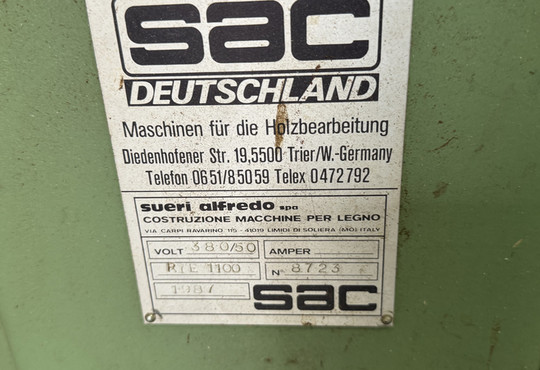 sac
DEUTSCHLAND
Maschinen für die Holzbearbeitung
Diedenhofener Str. 19,5500 Trier/W.-Germany
Telefon 0651/85059 Telex 0472792
sueri alfredo spa
COSTRUZIONE MACCHINE PER LEGNO
VIA CARPI RAVARINO, 115 - 41019 LIMIDI DI SOLIERA (MO) ITALY
VOLT 380/50 AMPER
RTE 1100 N 8723
1987 sac